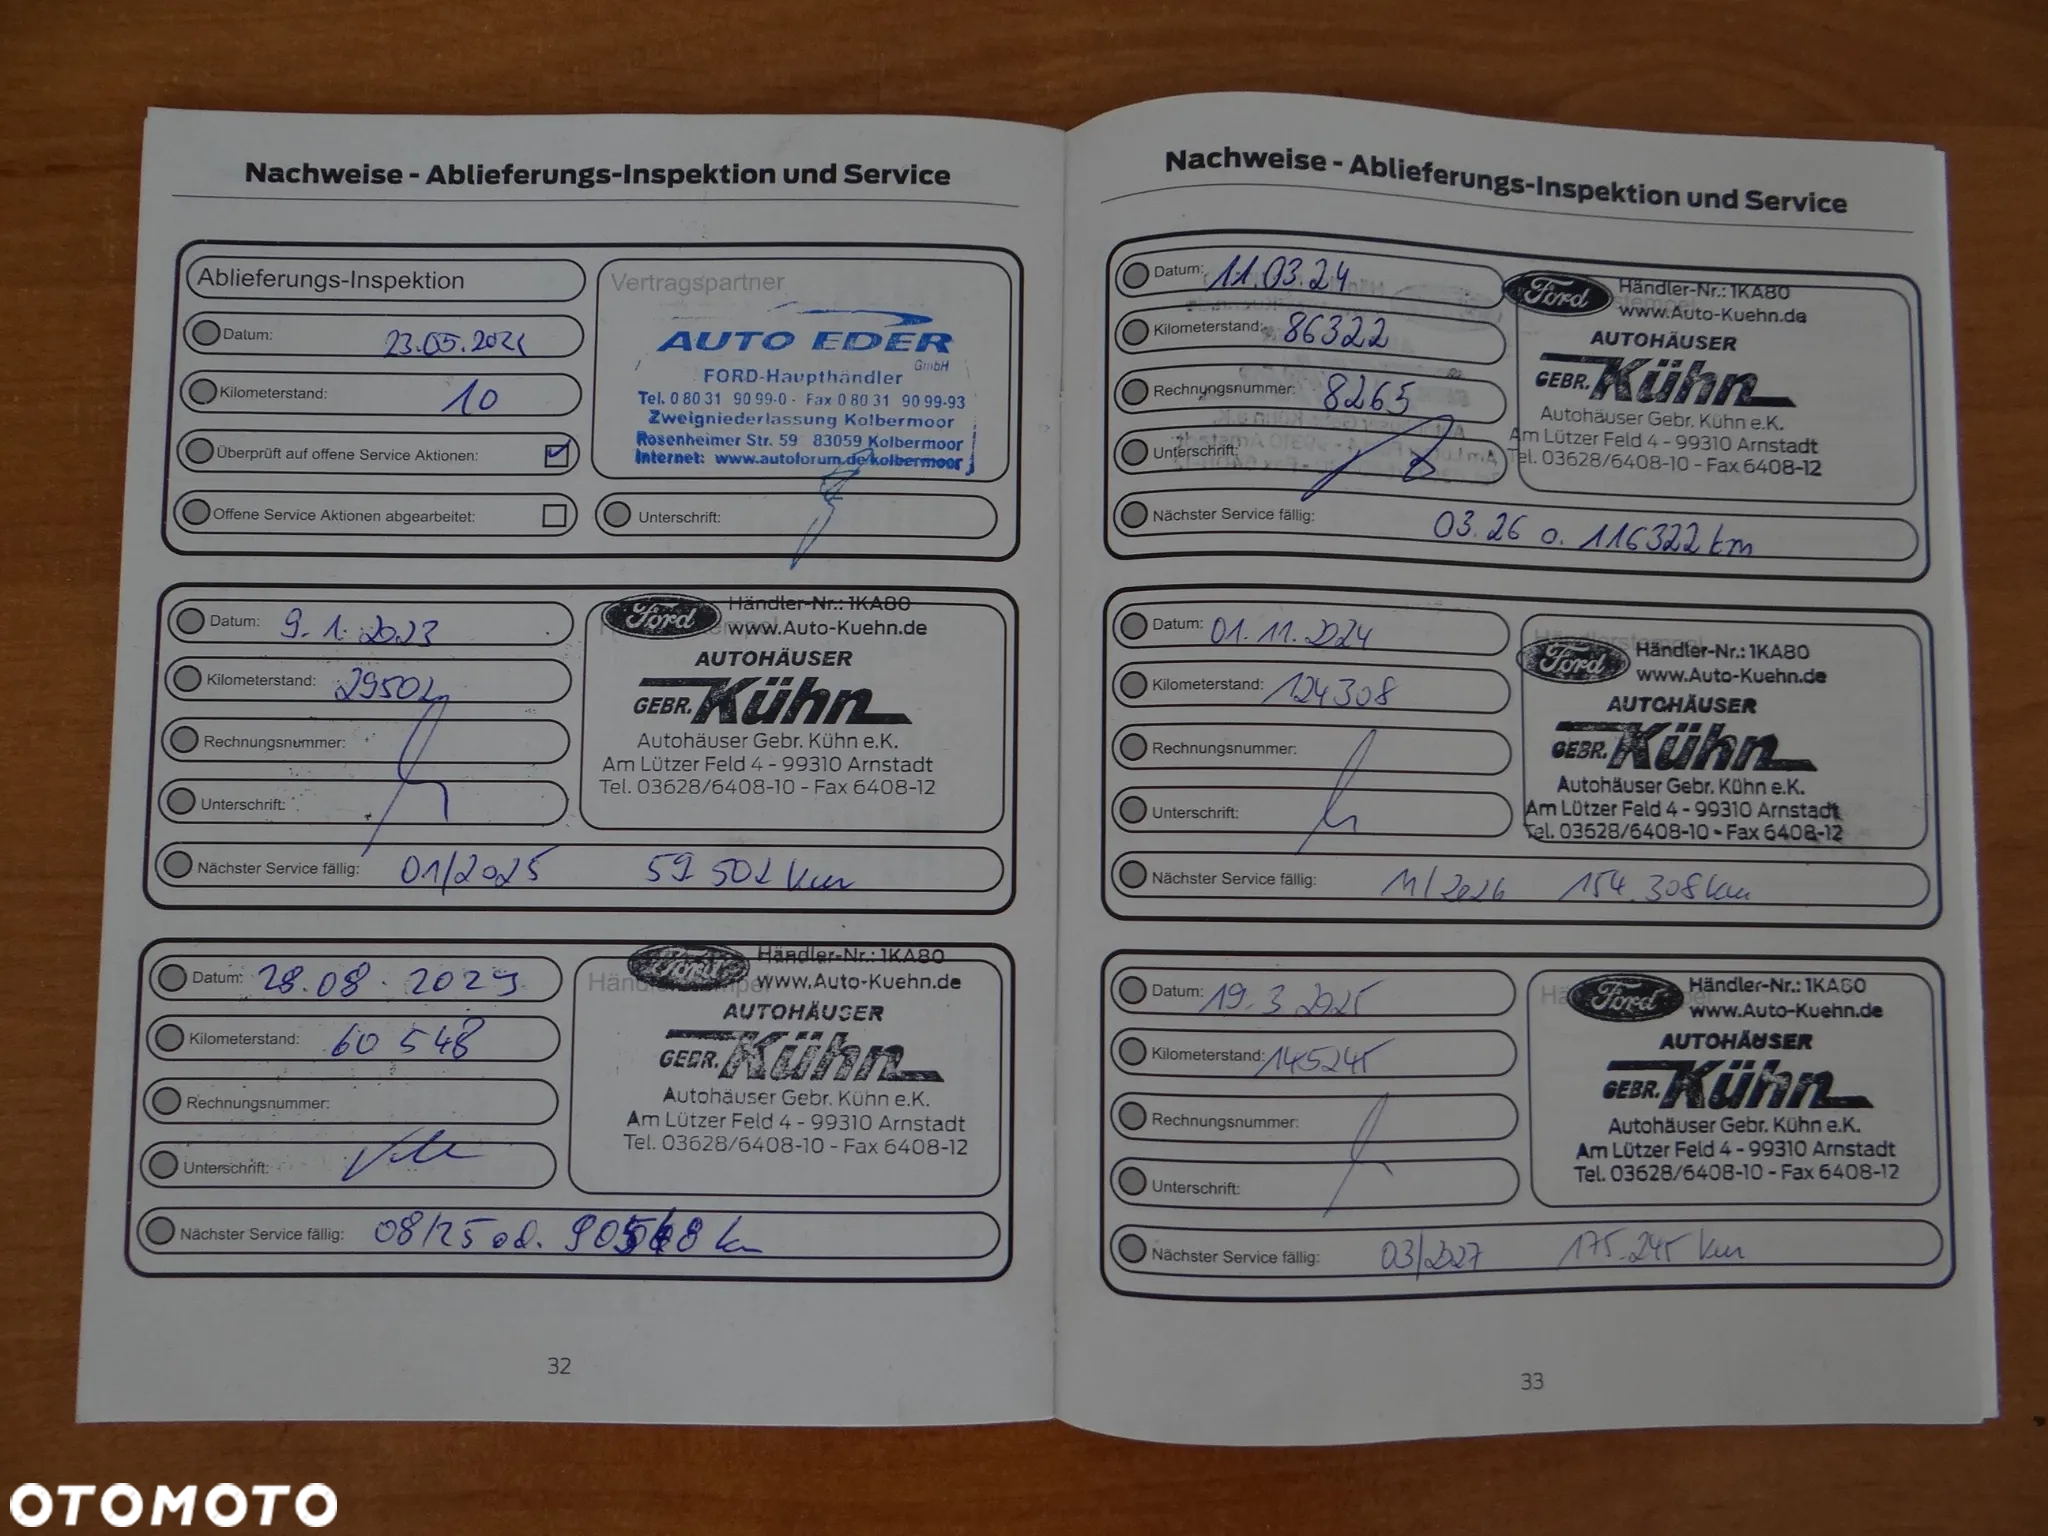 Nachweise - Ablieferungs-Inspektion und Service
Ablieferungs-Inspektion
Datum: 23.05.2021
Kilometerstand: 10
Überprüft auf offene Service Aktionen:
Offene Service Aktionen abgearbeitet:
Vertragspartner
AUTO EDER
GmbH
FORD-Haupthändler
Tel. 0 80 31 90 99-0 - Fax 0 80 31 90 99-93
Zweigniederlassung Kolbermoor
Rosenheimer Str. 59 83059 Kolbermoor
Internet: www.autoforum.de/kolbermoor
Unterschrift:
Datum: 9.1.2023
Kilometerstand: 29502
Rechnungsnummer:
Unterschrift:
Nächster Service fällig: 01/2025 59 502 km
Ford
Händler-Nr.: 1KA80
www.Auto-Kuehn.de
AUTOHÄUSER
GEBR. Kühn
Autohäuser Gebr. Kühn e.K.
Am Lützer Feld 4 - 99310 Arnstadt
Tel. 03628/6408-10 - Fax 6408-12
Datum: 28.08.2023
Kilometerstand: 60 548
Rechnungsnummer:
Unterschrift:
Nächster Service fällig: 08/25 od. 90548 km
Ford
Händler-Nr.: 1KA80
www.Auto-Kuehn.de
AUTOHÄUSER
GEBR. Kühn
Autohäuser Gebr. Kühn e.K.
Am Lützer Feld 4 - 99310 Arnstadt
Tel. 03628/6408-10 - Fax 6408-12
32
Nachweise - Ablieferungs-Inspektion und Service
Datum: 11.03.24
Kilometerstand: 86322
Rechnungsnummer: 8265
Unterschrift:
Nächster Service fällig: 03.26 o. 116322 km
Ford
Händler-Nr.: 1KA80
www.Auto-Kuehn.de
AUTOHÄUSER
GEBR. Kühn
Autohäuser Gebr. Kühn e.K.
Am Lützer Feld 4 - 99310 Arnstadt
Tel. 03628/6408-10 - Fax 6408-12
Datum: 01.11.2024
Kilometerstand: 124308
Rechnungsnummer:
Unterschrift:
Nächster Service fällig: 11/2026 154.308 km
Händlerstempel
Ford
Händler-Nr.: 1KA80
www.Auto-Kuehn.de
AUTOHÄUSER
GEBR. Kühn
Autohäuser Gebr. Kühn e.K.
Am Lützer Feld 4 - 99310 Arnstadt
Tel. 03628/6408-10 - Fax 6408-12
Datum: 19.3.2025
Kilometerstand: 145245
Rechnungsnummer:
Unterschrift:
Nächster Service fällig: 03/2027 175.245 km
Ford
Händler-Nr.: 1KA80
www.Auto-Kuehn.de
AUTOHÄUSER
GEBR. Kühn
Autohäuser Gebr. Kühn e.K.
Am Lützer Feld 4 - 99310 Arnstadt
Tel. 03628/6408-10 - Fax 6408-12
33
OTOMOTO